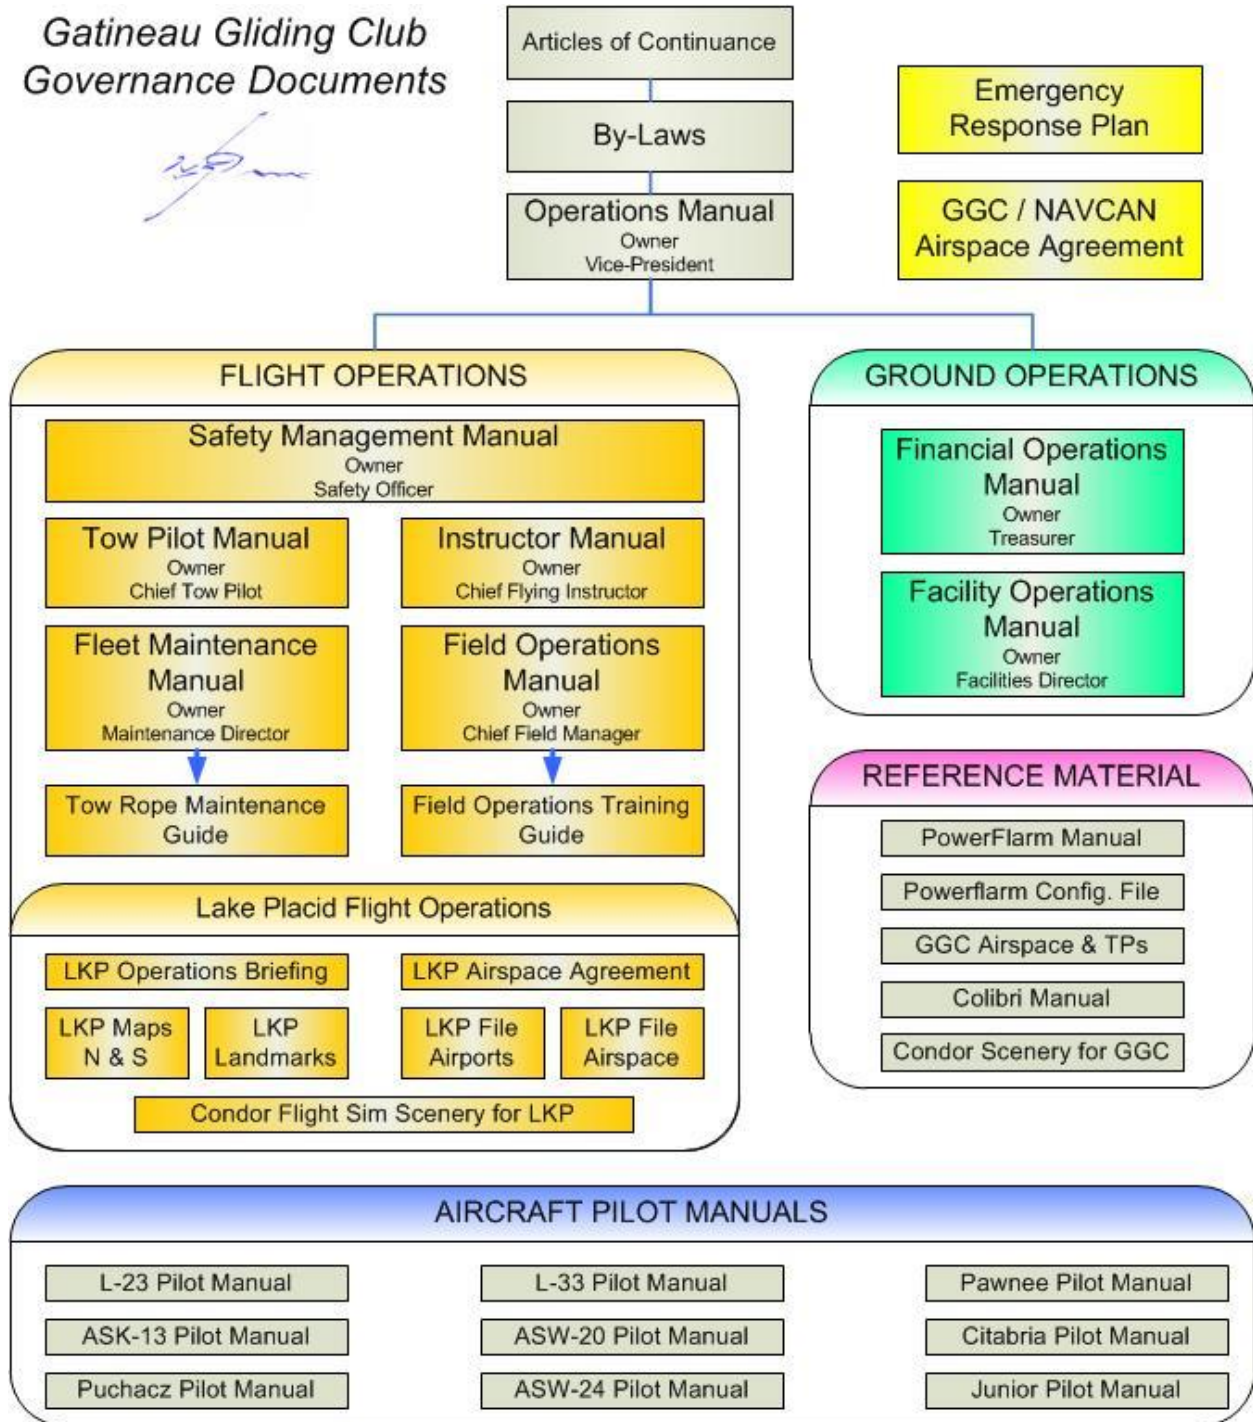 Gatineau Gliding Club
Governance Documents
Articles of Continuance
By-Laws
Operations Manual
Owner
Vice-President
Emergency
Response Plan
GGC / NAVCAN
Airspace Agreement
FLIGHT OPERATIONS
Safety Management Manual
Owner
Safety Officer
Tow Pilot Manual
Owner
Chief Tow Pilot
Instructor Manual
Owner
Chief Flying Instructor
Fleet Maintenance
Manual
Owner
Maintenance Director
Field Operations
Manual
Owner
Chief Field Manager
Tow Rope Maintenance
Guide
Field Operations Training
Guide
Lake Placid Flight Operations
LKP Operations Briefing
LKP Airspace Agreement
LKP Maps
N & S
LKP
Landmarks
LKP File
Airports
LKP File
Airspace
Condor Flight Sim Scenery for LKP
GROUND OPERATIONS
Financial Operations
Manual
Owner
Treasurer
Facility Operations
Manual
Owner
Facilities Director
REFERENCE MATERIAL
PowerFlarm Manual
Powerflarm Config. File
GGC Airspace & TPs
Colibri Manual
Condor Scenery for GGC
AIRCRAFT PILOT MANUALS
L-23 Pilot Manual
L-33 Pilot Manual
Pawnee Pilot Manual
ASK-13 Pilot Manual
ASW-20 Pilot Manual
Citabria Pilot Manual
Puchacz Pilot Manual
ASW-24 Pilot Manual
Junior Pilot Manual